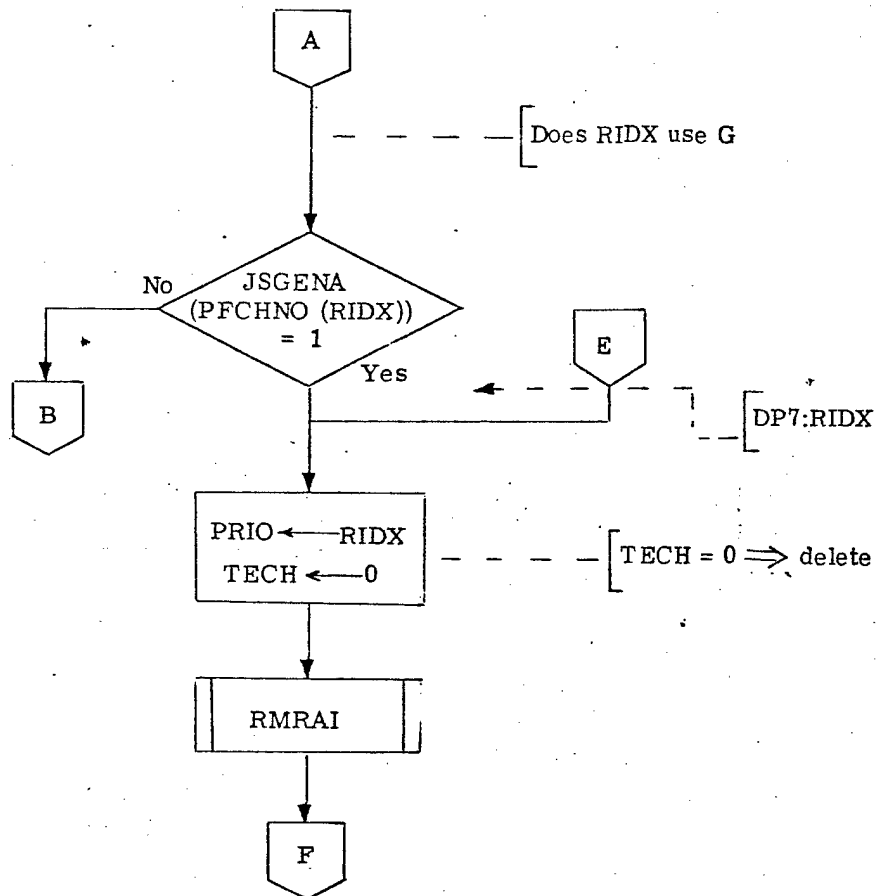 A
Does RIDX use G
No
JSGENA
(PFCHNO (RIDX))
= 1
Yes
E
B
DP7:RIDX
PRIO ← RIDX
TECH ← 0
TECH = 0 ⇒ delete
RMRAI
F